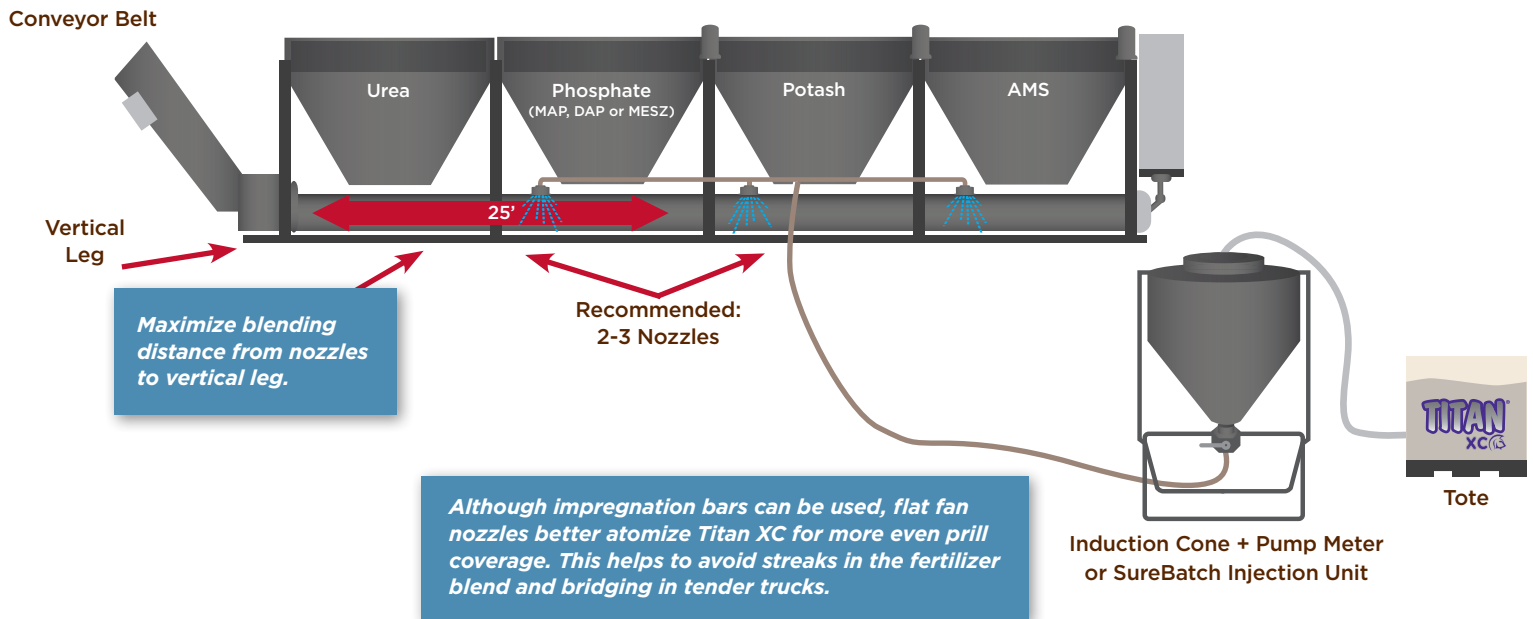 Conveyor Belt
Urea
Phosphate
(MAP, DAP or MESZ)
Potash
AMS
25'
Vertical
Leg
Maximize blending
distance from nozzles
to vertical leg.
Recommended:
2-3 Nozzles
Although impregnation bars can be used, flat fan
nozzles better atomize Titan XC for more even prill
coverage. This helps to avoid streaks in the fertilizer
blend and bridging in tender trucks.
Induction Cone + Pump Meter
or SureBatch Injection Unit
TITAN®
XC
Tote